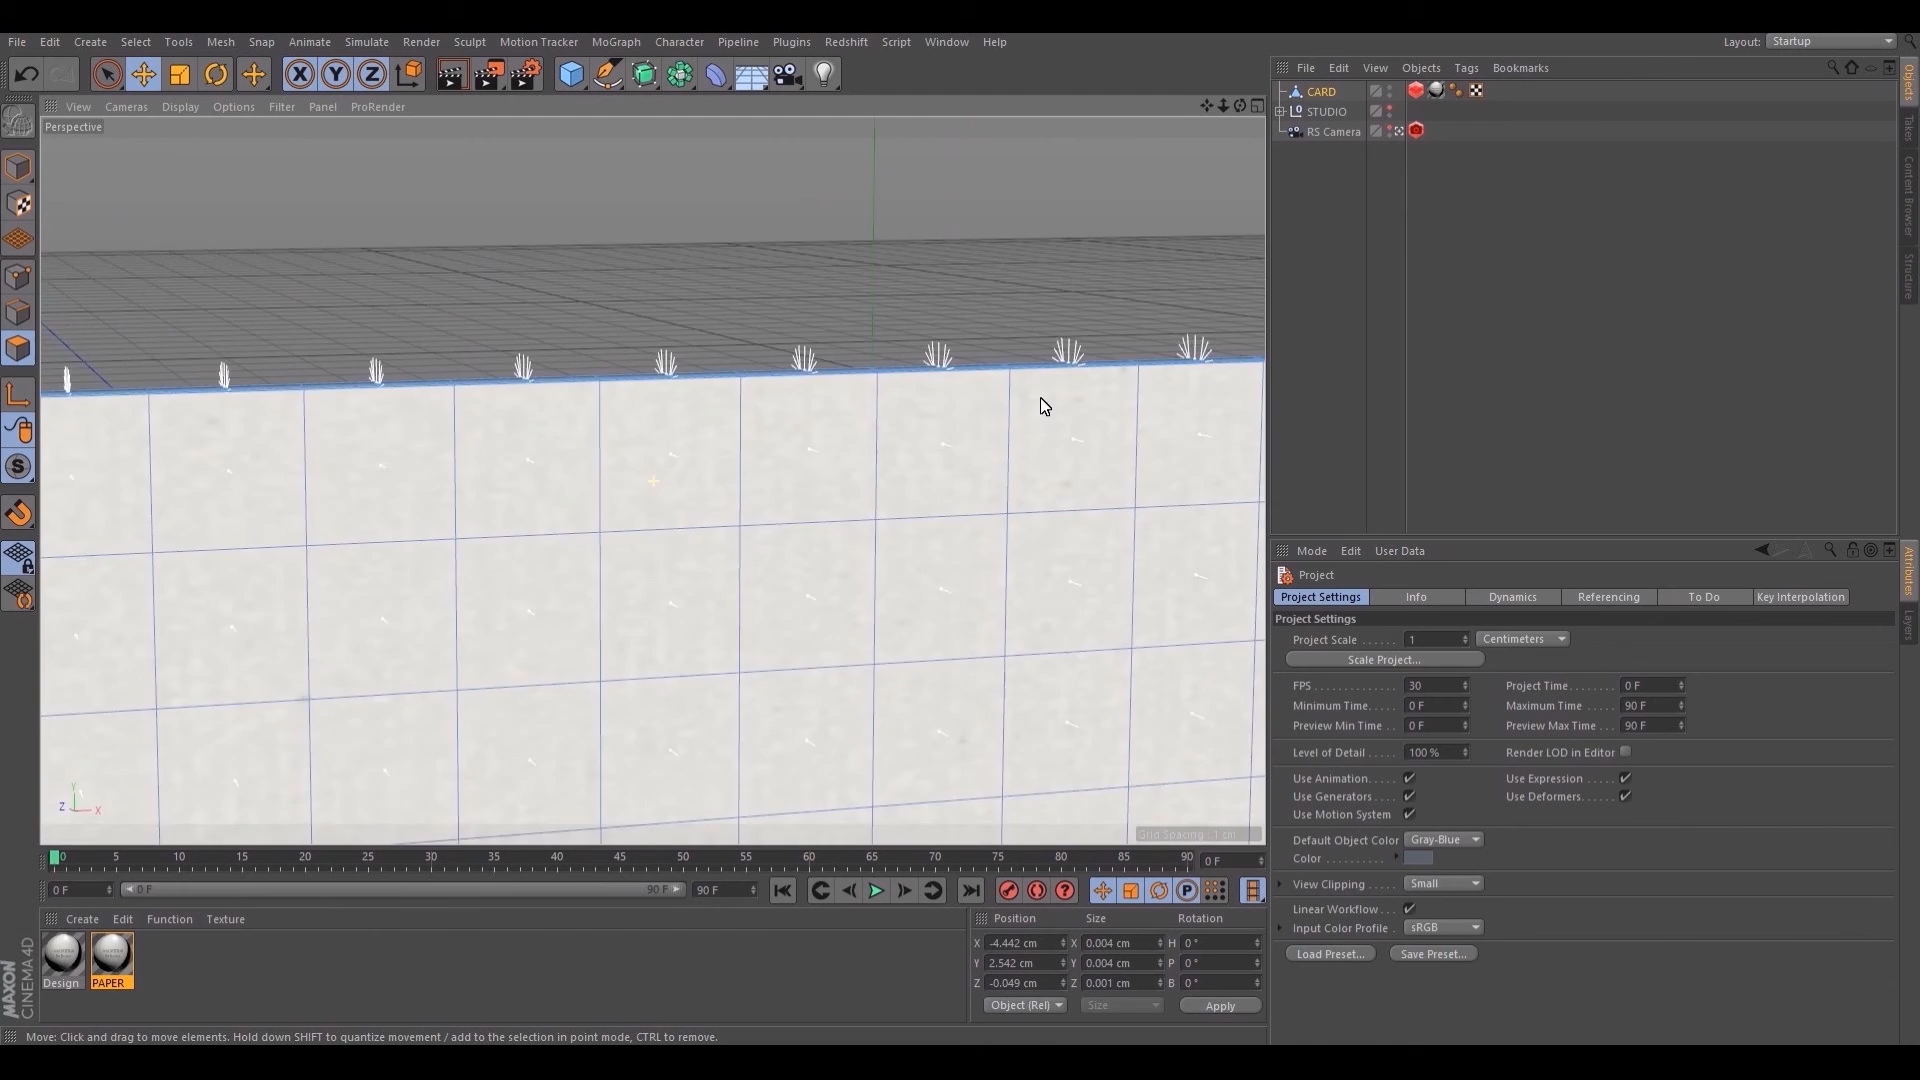 File Edit Create Select Tools Mesh Snap Animate Simulate Render Sculpt Motion Tracker MoGraph Character Pipeline Plugins Redshift Script Window Help
Layout: Startup
X Y Z
View Cameras Display Options Filter Panel ProRender
Perspective
File Edit View Objects Tags Bookmarks
CARD
STUDIO
RS Camera
Objects
Takes
Content Browser
Structure
Mode Edit User Data
Project
Project Settings Info Dynamics Referencing To Do Key Interpolation
Project Settings
Project Scale 1 Centimeters
Scale Project...
FPS 30 Project Time 0 F
Minimum Time 0 F Maximum Time 90 F
Preview Min Time 0 F Preview Max Time 90 F
Level of Detail 100 % Render LOD in Editor
Use Animation Use Expression
Use Generators Use Deformers
Use Motion System
Default Object Color Gray-Blue
Color
View Clipping Small
Linear Workflow
Input Color Profile sRGB
Load Preset... Save Preset...
Attributes
Layers
Y
Z X
Grid Spacing : 1 cm
0 5 10 15 20 25 30 35 40 45 50 55 60 65 70 75 80 85 90 0 F
0 F 0 F 90 F 90 F
Create Edit Function Texture
Design PAPER
Position Size Rotation
X -4.442 cm X 0.004 cm H 0 °
Y 2.542 cm Y 0.004 cm P 0 °
Z -0.049 cm Z 0.001 cm B 0 °
Object (Rel) Size Apply
MAXON
CINEMA 4D
Move: Click and drag to move elements. Hold down SHIFT to quantize movement / add to the selection in point mode, CTRL to remove.